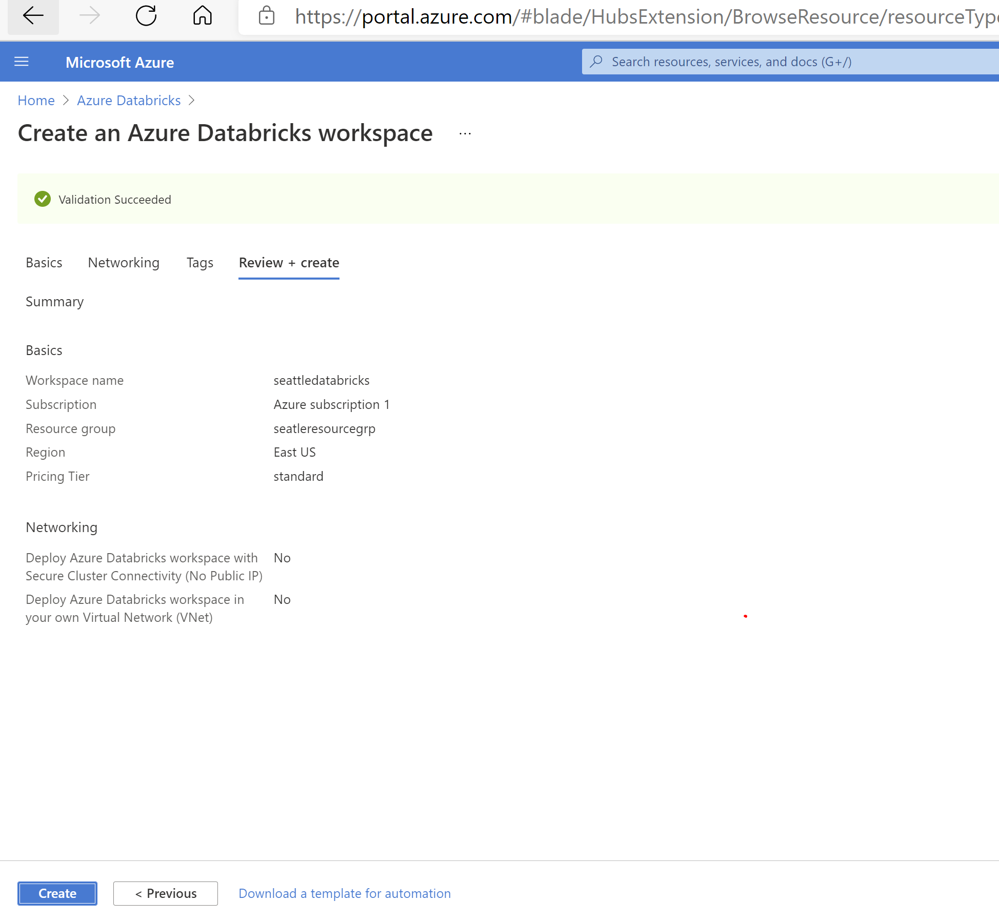 https://portal.azure.com/#blade/HubsExtension/BrowseResource/resourceType
Microsoft Azure
Search resources, services, and docs (G+/)
Home > Azure Databricks >
Create an Azure Databricks workspace ...
Validation Succeeded
Basics Networking Tags Review + create
Summary
Basics
Workspace name seattledatabricks
Subscription Azure subscription 1
Resource group seatleresourcegrp
Region East US
Pricing Tier standard
Networking
Deploy Azure Databricks workspace with No
Secure Cluster Connectivity (No Public IP)
Deploy Azure Databricks workspace in No
your own Virtual Network (VNet)
Create < Previous Download a template for automation